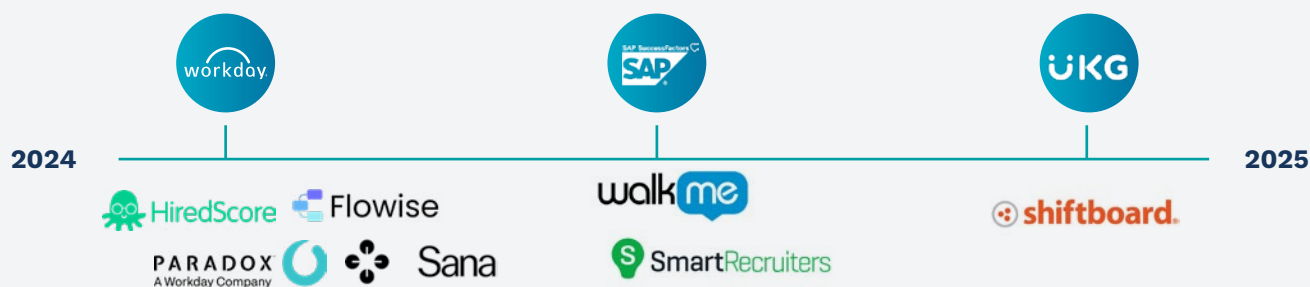 workday.
SAP SuccessFactors
SAP
UKG
2024
2025
HiredScore
Flowise
walkme
shiftboard.
PARADOX
A Workday Company
Sana
S
SmartRecruiters